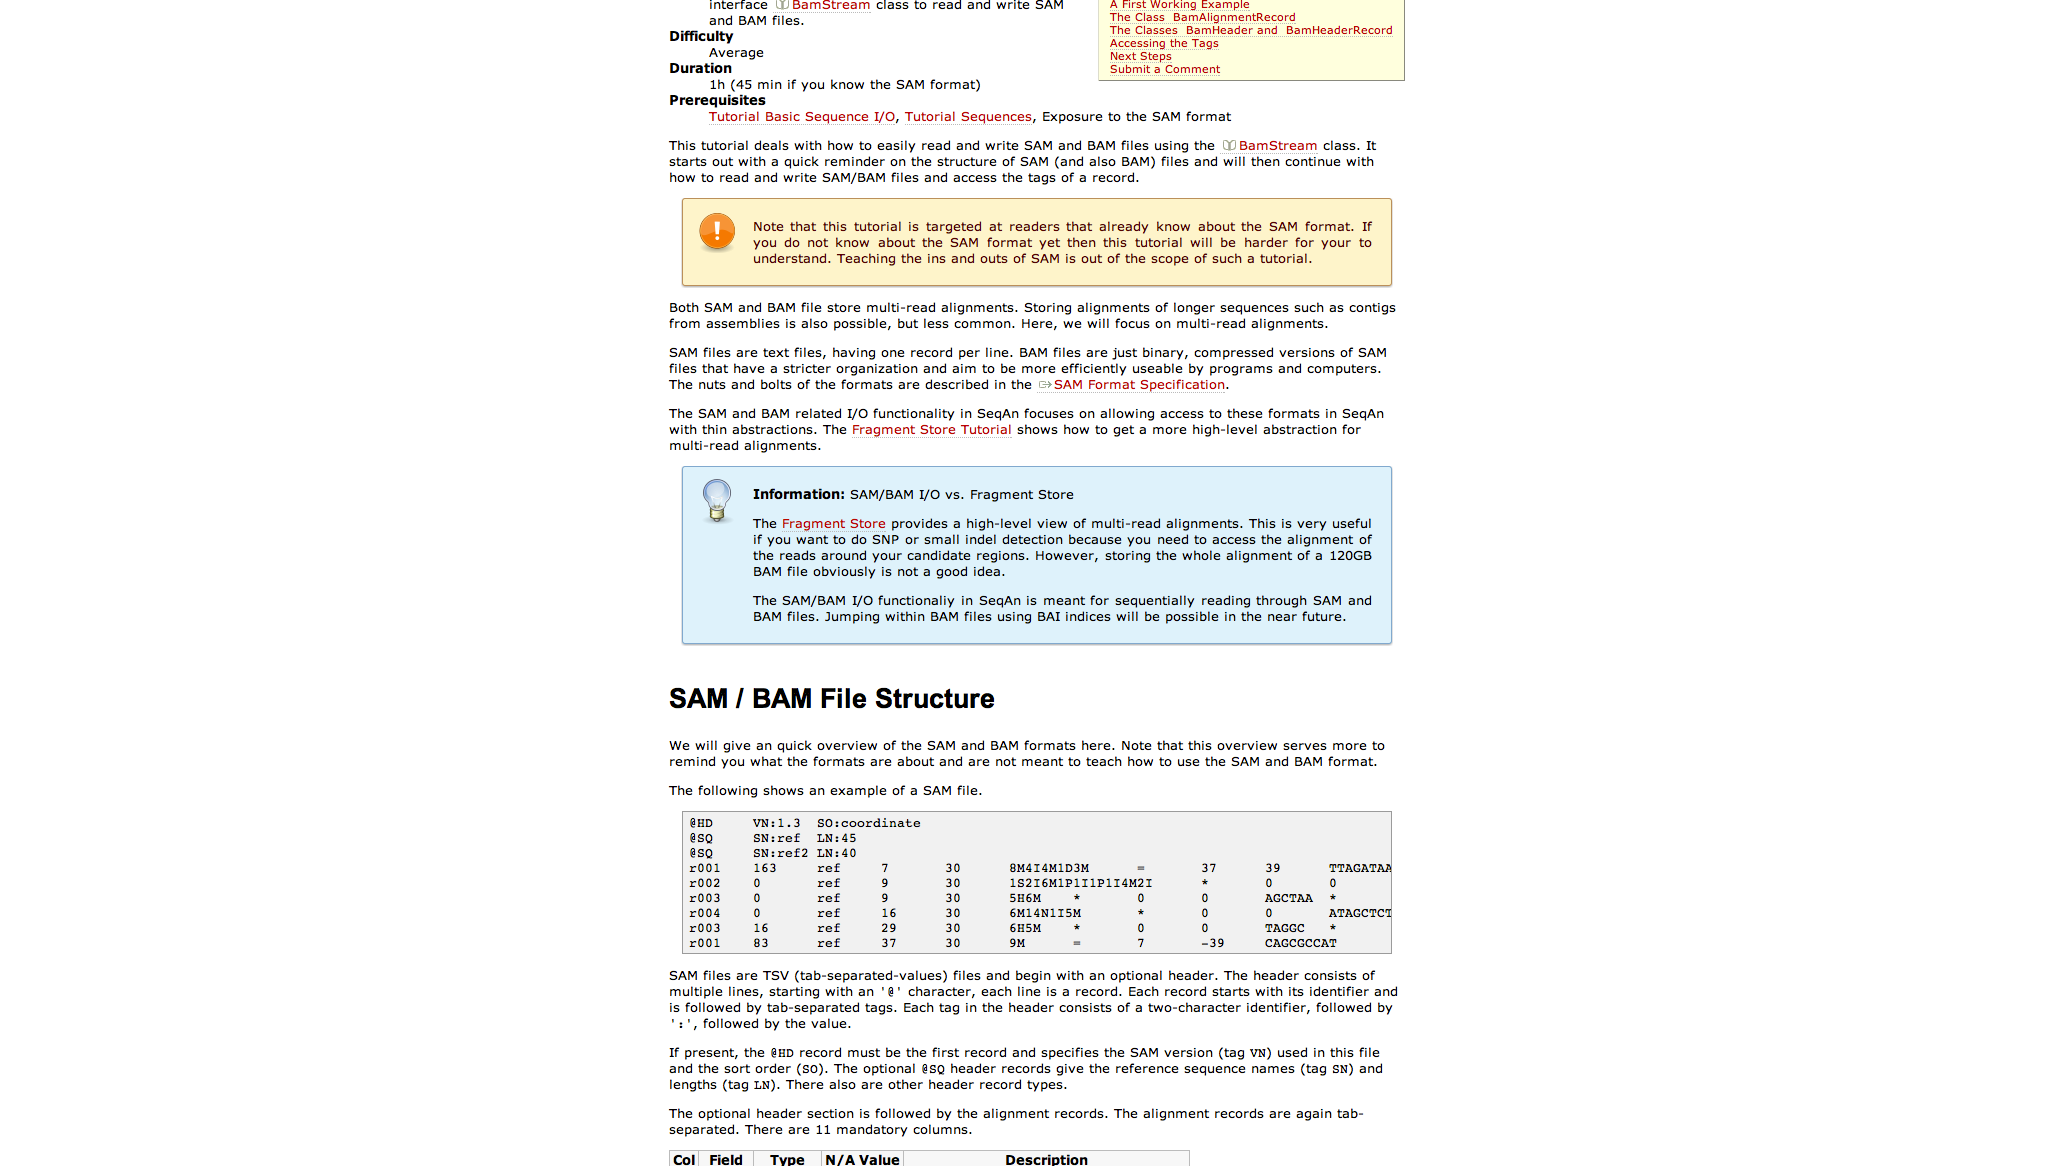 interface BamStream class to read and write SAM
and BAM files.
Difficulty
Average
Duration
1h (45 min if you know the SAM format)
Prerequisites
Tutorial Basic Sequence I/O, Tutorial Sequences, Exposure to the SAM format
A First Working Example
The Class BamAlignmentRecord
The Classes BamHeader and BamHeaderRecord
Accessing the Tags
Next Steps
Submit a Comment
This tutorial deals with how to easily read and write SAM and BAM files using the BamStream class. It
starts out with a quick reminder on the structure of SAM (and also BAM) files and will then continue with
how to read and write SAM/BAM files and access the tags of a record.
Note that this tutorial is targeted at readers that already know about the SAM format. If
you do not know about the SAM format yet then this tutorial will be harder for your to
understand. Teaching the ins and outs of SAM is out of the scope of such a tutorial.
Both SAM and BAM file store multi-read alignments. Storing alignments of longer sequences such as contigs
from assemblies is also possible, but less common. Here, we will focus on multi-read alignments.
SAM files are text files, having one record per line. BAM files are just binary, compressed versions of SAM
files that have a stricter organization and aim to be more efficiently useable by programs and computers.
The nuts and bolts of the formats are described in the SAM Format Specification.
The SAM and BAM related I/O functionality in SeqAn focuses on allowing access to these formats in SeqAn
with thin abstractions. The Fragment Store Tutorial shows how to get a more high-level abstraction for
multi-read alignments.
Information: SAM/BAM I/O vs. Fragment Store
The Fragment Store provides a high-level view of multi-read alignments. This is very useful
if you want to do SNP or small indel detection because you need to access the alignment of
the reads around your candidate regions. However, storing the whole alignment of a 120GB
BAM file obviously is not a good idea.
The SAM/BAM I/O functionaliy in SeqAn is meant for sequentially reading through SAM and
BAM files. Jumping within BAM files using BAI indices will be possible in the near future.
SAM / BAM File Structure
We will give an quick overview of the SAM and BAM formats here. Note that this overview serves more to
remind you what the formats are about and are not meant to teach how to use the SAM and BAM format.
The following shows an example of a SAM file.
@HD VN:1.3 SO:coordinate
@SQ SN:ref LN:45
@SQ SN:ref2 LN:40
r001 163 ref 7 30 8M4I4M1D3M = 37 39 TTAGATAA
r002 0 ref 9 30 1S2I6M1P1I1P1I4M2I * 0 0
r003 0 ref 9 30 5H6M * 0 0 AGCTAA *
r004 0 ref 16 30 6M14N1I5M * 0 0 ATAGCTCT
r003 16 ref 29 30 6H5M * 0 0 TAGGC *
r001 83 ref 37 30 9M = 7 -39 CAGCGCCAT
SAM files are TSV (tab-separated-values) files and begin with an optional header. The header consists of
multiple lines, starting with an '@' character, each line is a record. Each record starts with its identifier and
is followed by tab-separated tags. Each tag in the header consists of a two-character identifier, followed by
':', followed by the value.
If present, the @HD record must be the first record and specifies the SAM version (tag VN) used in this file
and the sort order (SO). The optional @SQ header records give the reference sequence names (tag SN) and
lengths (tag LN). There also are other header record types.
The optional header section is followed by the alignment records. The alignment records are again tab-
separated. There are 11 mandatory columns.
Col Field Type N/A Value Description